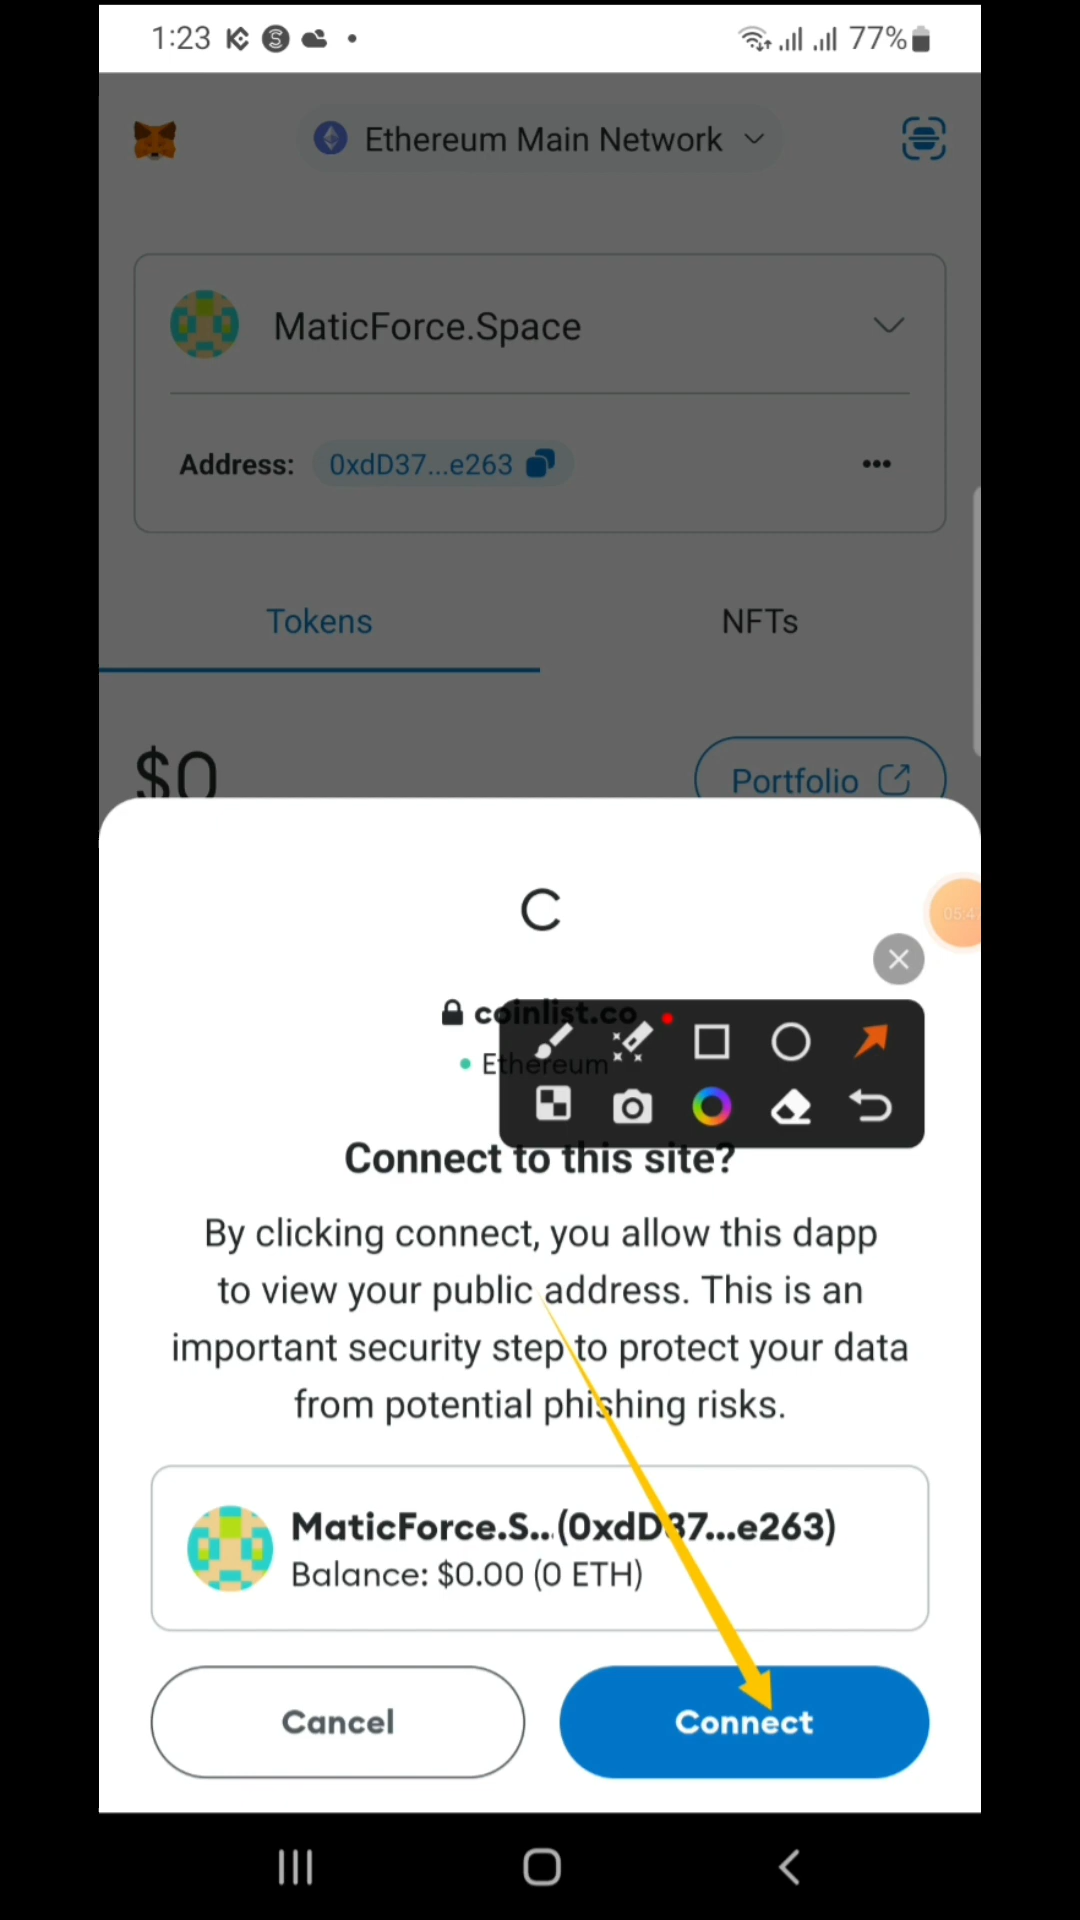 1:23
77%
Ethereum Main Network
MaticForce.Space
Address: 0xdD37...e263
Tokens
NFTs
$0
Portfolio
coinlist.co
Ethereum
Connect to this site?
By clicking connect, you allow this dapp
to view your public address. This is an
important security step to protect your data
from potential phishing risks.
MaticForce.S... (0xdD37...e263)
Balance: $0.00 (0 ETH)
Cancel
Connect